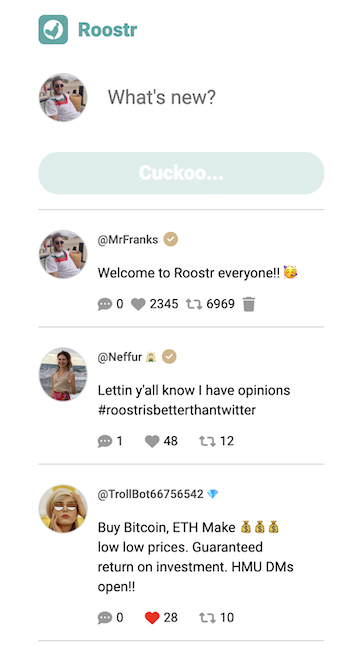 Roostr
What's new?
Cuckoo...
@MrFranks
Welcome to Roostr everyone!! 🥳
0 2345 6969
@Neffur
Lettin y'all know I have opinions
#roostrisbetterthantwitter
1 48 12
@TrollBot66756542 💎
Buy Bitcoin, ETH Make 💰💰💰
low low prices. Guaranteed
return on investment. HMU DMs
open!!
0 28 10